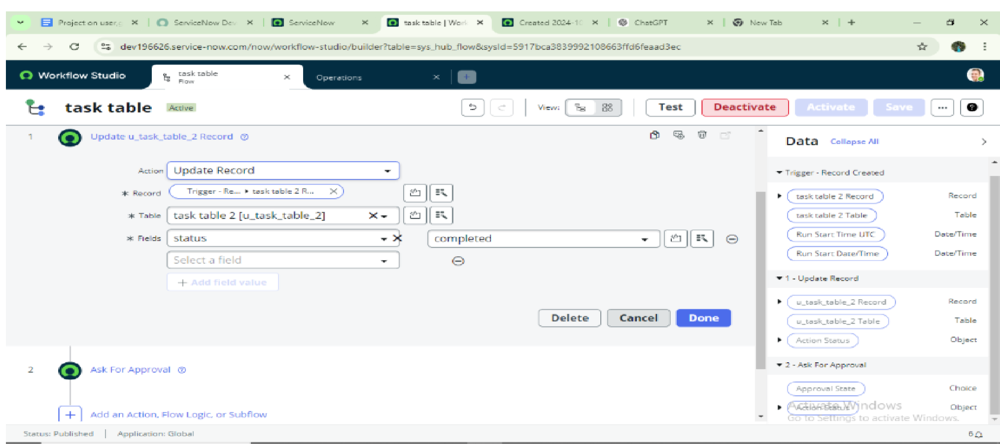 Project on user,g
ServiceNow Dev
ServiceNow
task table | Work
Created 2024-10
ChatGPT
New Tab
dev196626.service-now.com/now/workflow-studio/builder?table=sys_hub_flow&sysId=5917bca3839992108663ffd6feaad3ec
Workflow Studio
task table
Flow
Operations
task table
Active
View:
Test
Deactivate
Activate
Save
1
Update u_task_table_2 Record
Action
Update Record
* Record
Trigger - Re... ▸ task table 2 R...
* Table
task table 2 [u_task_table_2]
* Fields
status
completed
Select a field
+ Add field value
Delete
Cancel
Done
2
Ask For Approval
Add an Action, Flow Logic, or Subflow
Data
Collapse All
Trigger - Record Created
task table 2 Record
Record
task table 2 Table
Table
Run Start Time UTC
Date/Time
Run Start Date/Time
Date/Time
1 - Update Record
u_task_table_2 Record
Record
u_task_table_2 Table
Table
Action Status
Object
2 - Ask For Approval
Approval State
Choice
Action Status
Object
Activate Windows
Go to Settings to activate Windows.
Status: Published
Application: Global
6